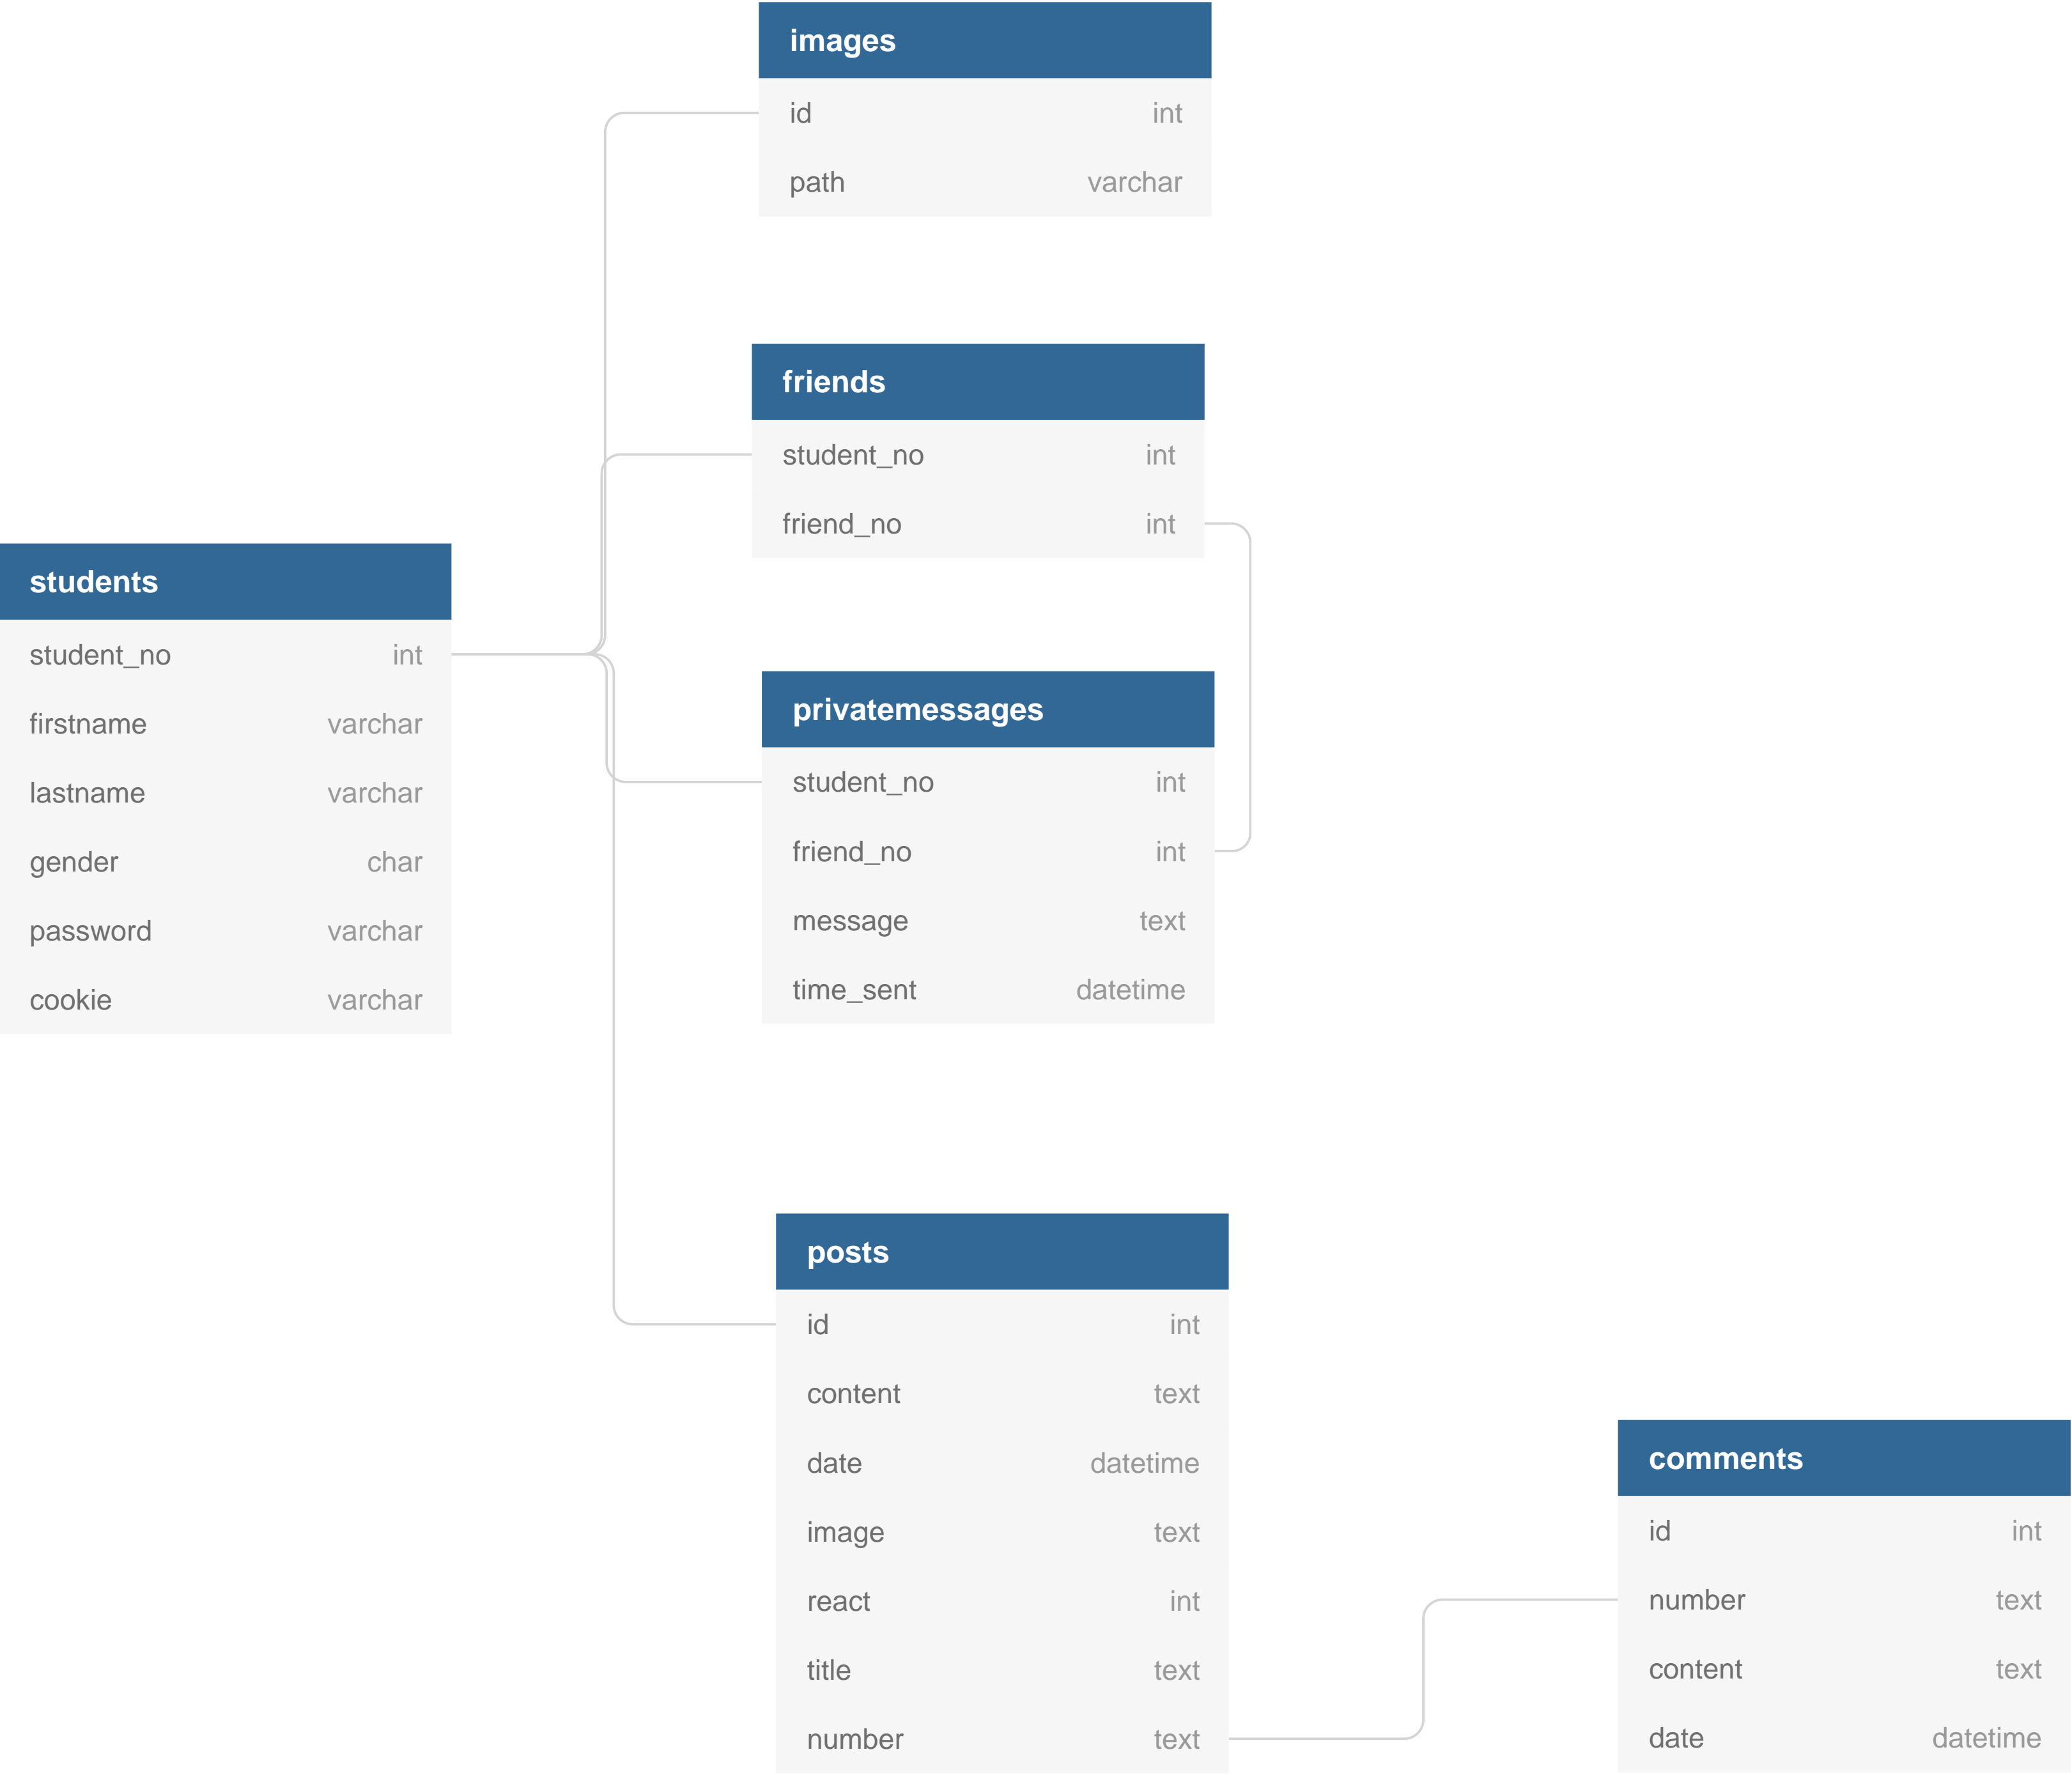 images
id int
path varchar
friends
student_no int
friend_no int
students
student_no int
firstname varchar
lastname varchar
gender char
password varchar
cookie varchar
privatemessages
student_no int
friend_no int
message text
time_sent datetime
posts
id int
content text
date datetime
image text
react int
title text
number text
comments
id int
number text
content text
date datetime